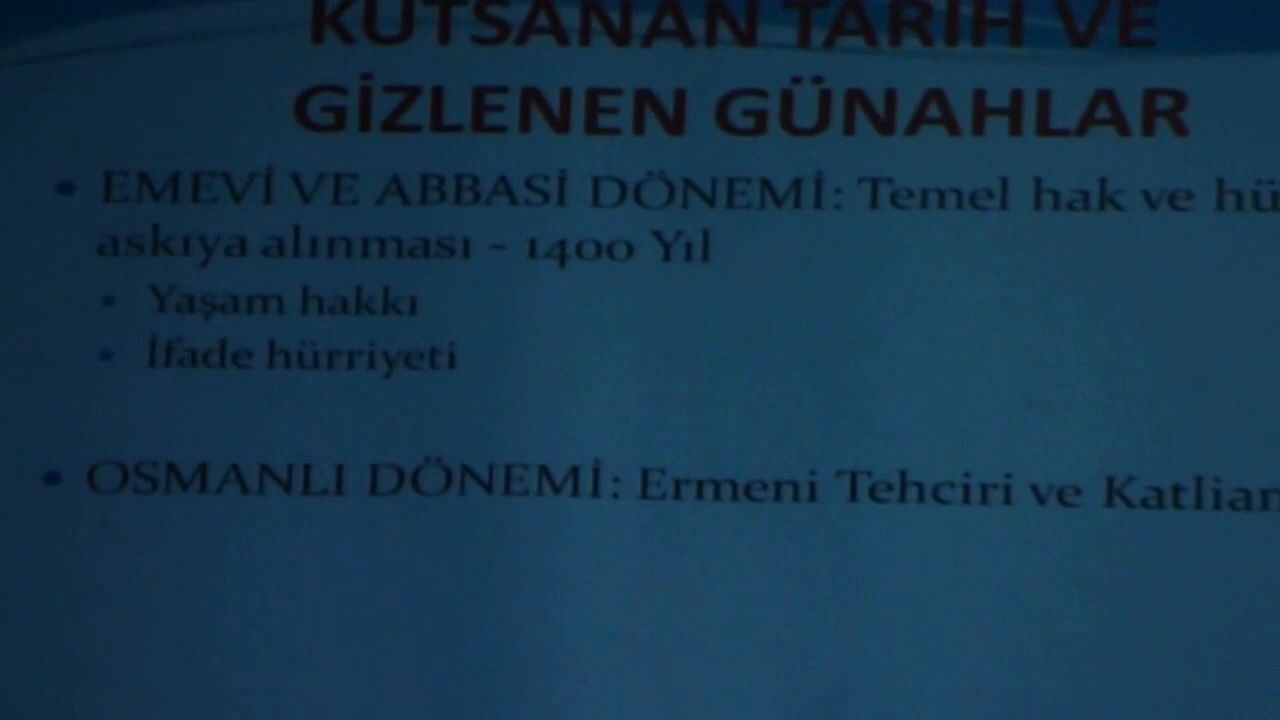 KUTSANAN TARİH VE
GİZLENEN GÜNAHLAR
• EMEVİ VE ABBASİ DÖNEMİ: Temel hak ve hü
askıya alınması - 1400 Yıl
• Yaşam hakkı
• İfade hürriyeti
• OSMANLI DÖNEMİ: Ermeni Tehciri ve Katlian